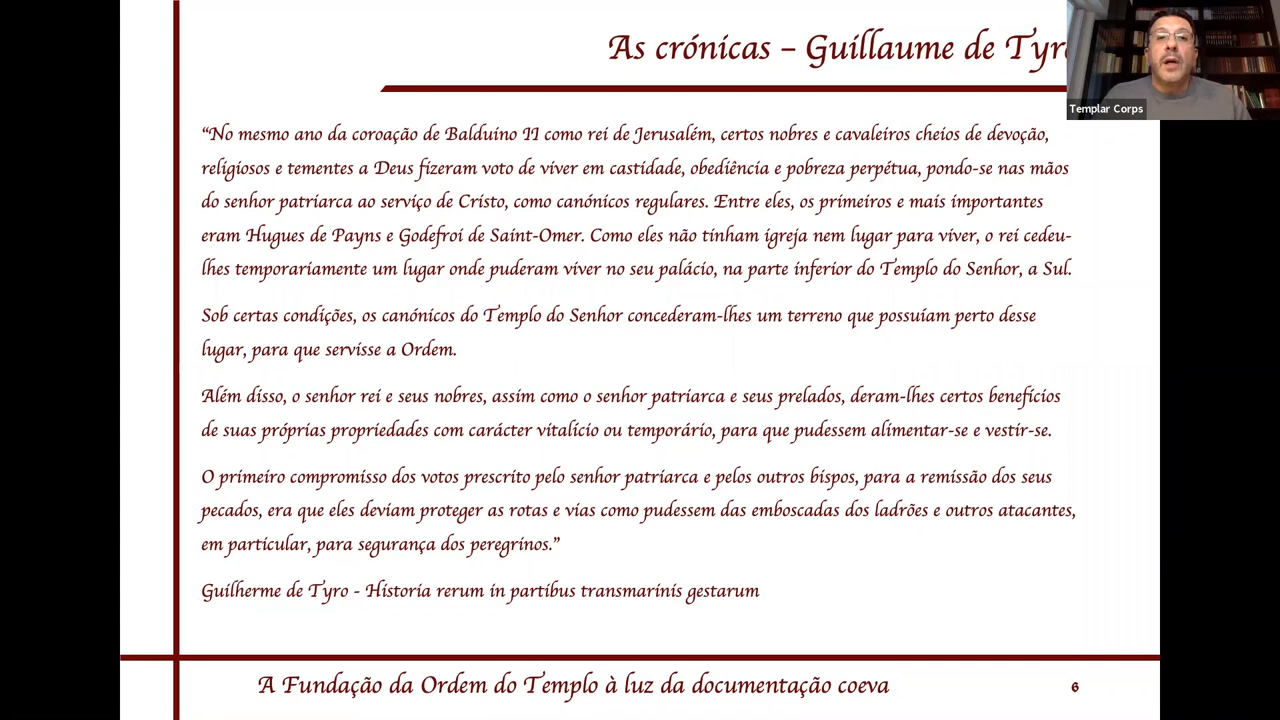 As crónicas – Guillaume de Tyro
Templar Corps
“No mesmo ano da coroação de Balduino II como rei de Jerusalém, certos nobres e cavaleiros cheios de devoção,
religiosos e tementes a Deus fizeram voto de viver em castidade, obediência e pobreza perpétua, pondo-se nas mãos
do senhor patriarca ao serviço de Cristo, como canónicos regulares. Entre eles, os primeiros e mais importantes
eram Hugues de Payns e Godefroi de Saint-Omer. Como eles não tinham igreja nem lugar para viver, o rei cedeu-
lhes temporariamente um lugar onde puderam viver no seu palácio, na parte inferior do Templo do Senhor, a Sul.
Sob certas condições, os canónicos do Templo do Senhor concederam-lhes um terreno que possuíam perto desse
lugar, para que servisse a Ordem.
Além disso, o senhor rei e seus nobres, assim como o senhor patriarca e seus prelados, deram-lhes certos benefícios
de suas próprias propriedades com carácter vitalício ou temporário, para que pudessem alimentar-se e vestir-se.
O primeiro compromisso dos votos prescrito pelo senhor patriarca e pelos outros bispos, para a remissão dos seus
pecados, era que eles deviam proteger as rotas e vias como pudessem das emboscadas dos ladrões e outros atacantes,
em particular, para segurança dos peregrinos.”
Guilherme de Tyro - Historia rerum in partibus transmarinis gestarum
A Fundação da Ordem do Templo à luz da documentação coeva
6